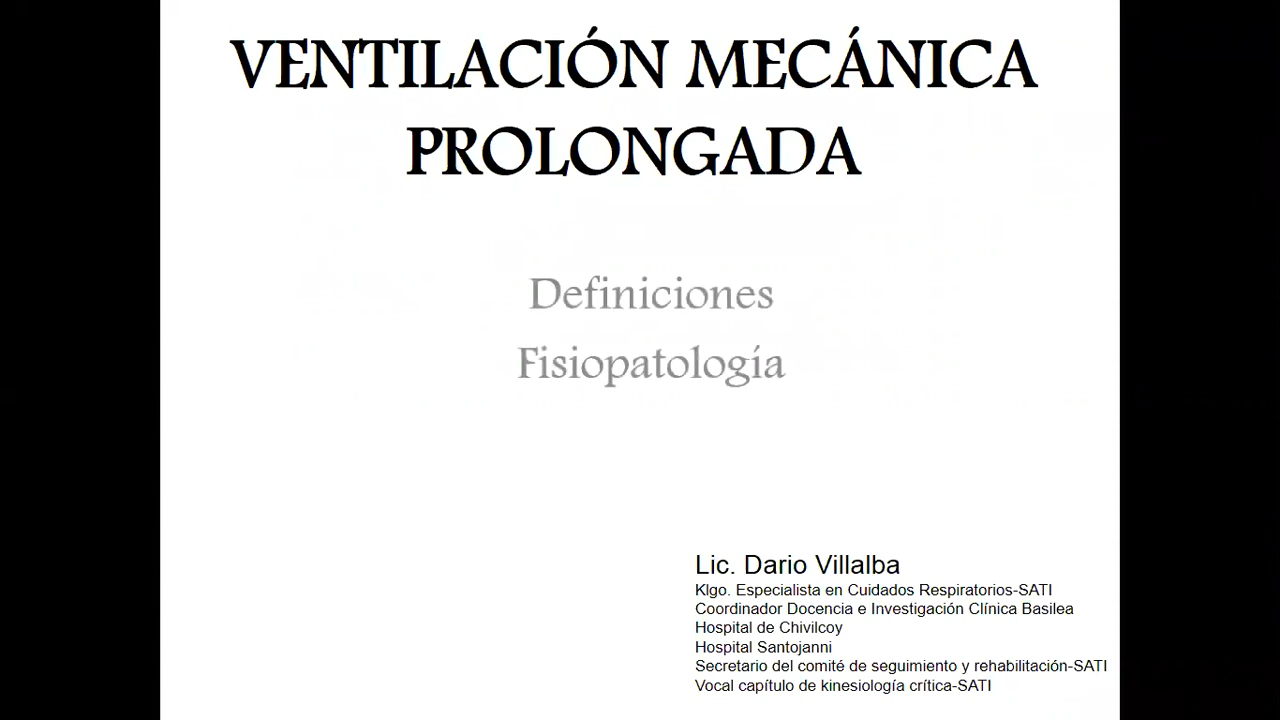 VENTILACIÓN MECÁNICA
PROLONGADA
Definiciones
Fisiopatología
Lic. Dario Villalba
Klgo. Especialista en Cuidados Respiratorios-SATI
Coordinador Docencia e Investigación Clínica Basilea
Hospital de Chivilcoy
Hospital Santojanni
Secretario del comité de seguimiento y rehabilitación-SATI
Vocal capítulo de kinesiología crítica-SATI